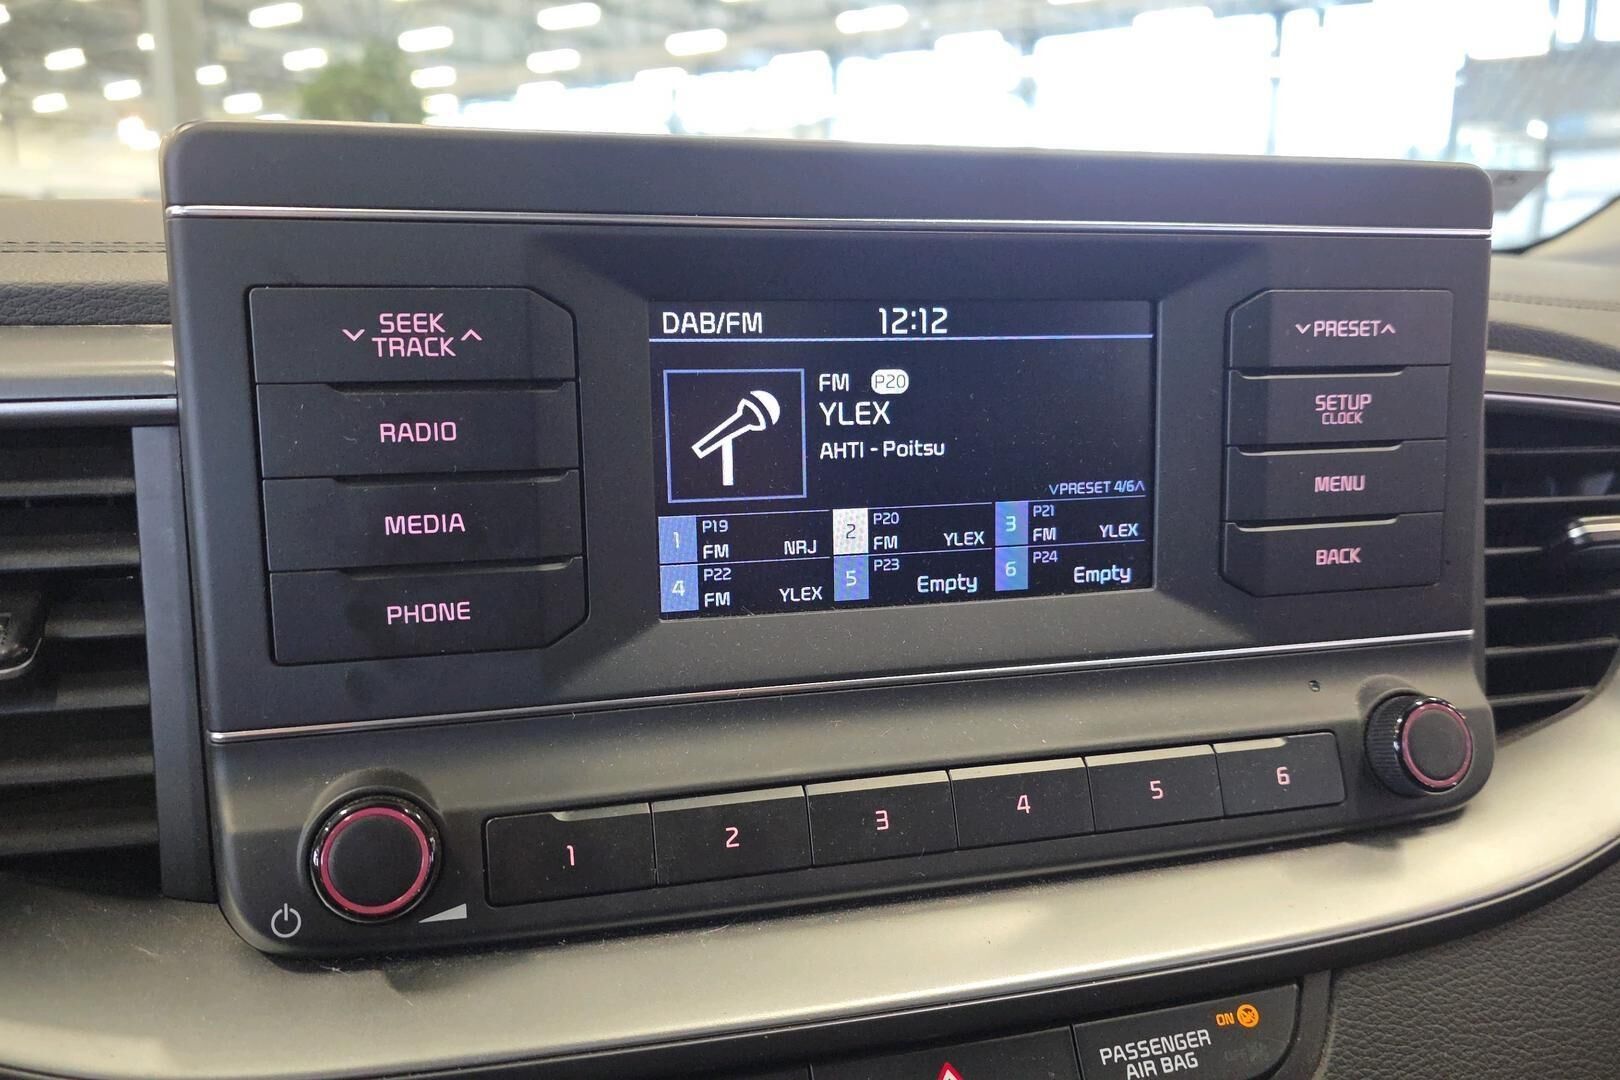 SEEK
TRACK
RADIO
MEDIA
PHONE
DAB/FM 12:12
FM P20
YLEX
AHTI - Poitsu
PRESET 4/6
1 P19 FM NRJ
2 P20 FM YLEX
3 P21 FM YLEX
4 P22 FM YLEX
5 P23 Empty
6 P24 Empty
PRESET
SETUP
CLOCK
MENU
BACK
1 2 3 4 5 6
PASSENGER
AIR BAG
ON